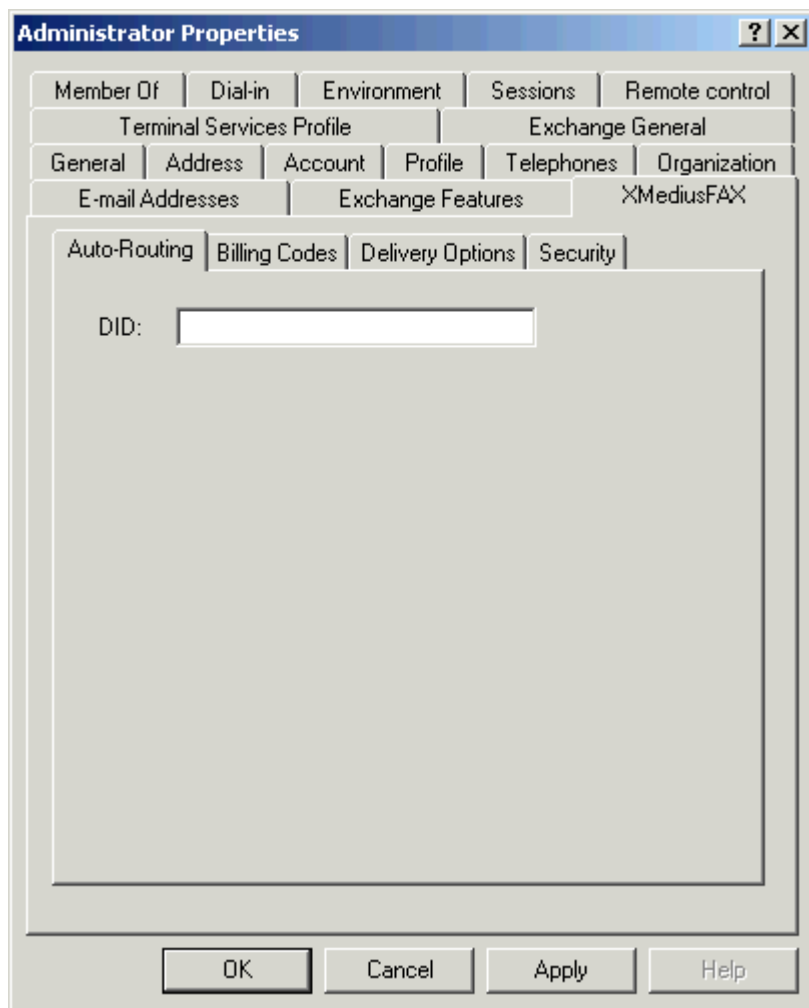 Administrator Properties ? X
Member Of Dial-in Environment Sessions Remote control
Terminal Services Profile Exchange General
General Address Account Profile Telephones Organization
E-mail Addresses Exchange Features XMediusFAX
Auto-Routing Billing Codes Delivery Options Security
DID:
OK Cancel Apply Help